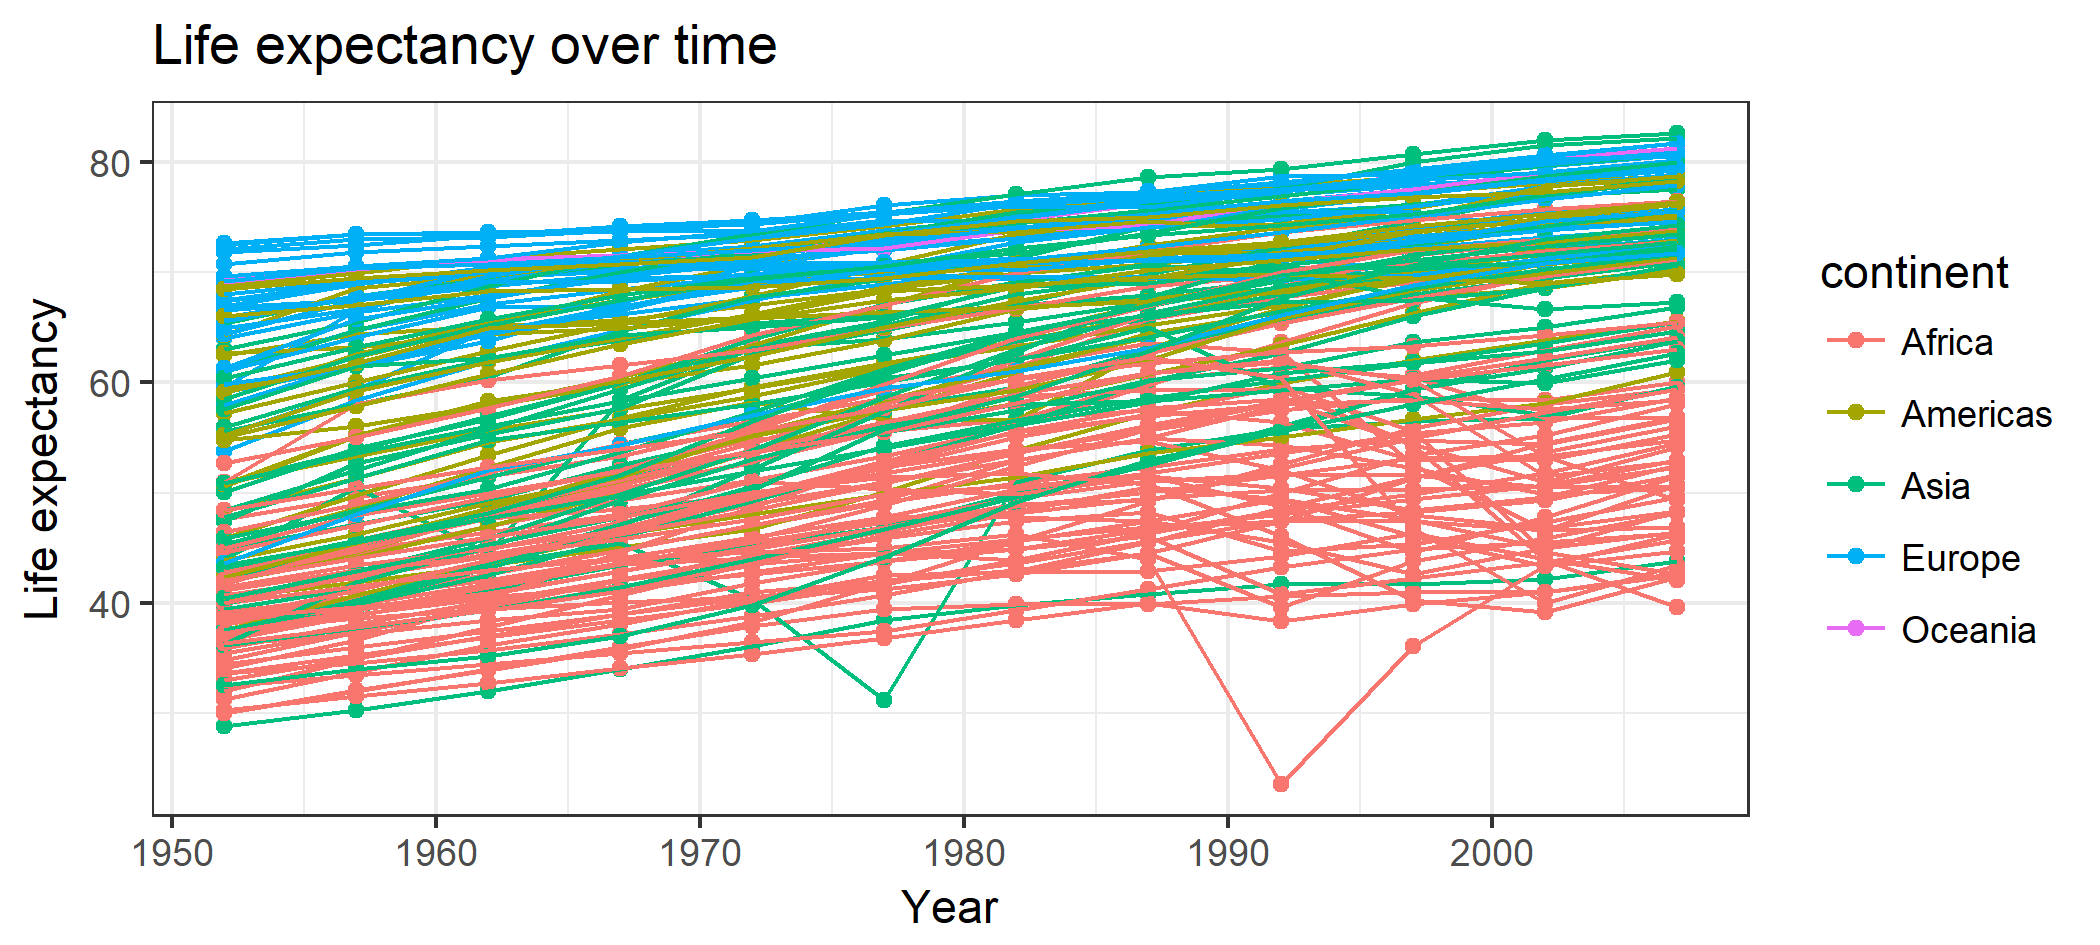 Life expectancy over time
Life expectancy
80
60
40
1950 1960 1970 1980 1990 2000
Year
continent
Africa
Americas
Asia
Europe
Oceania